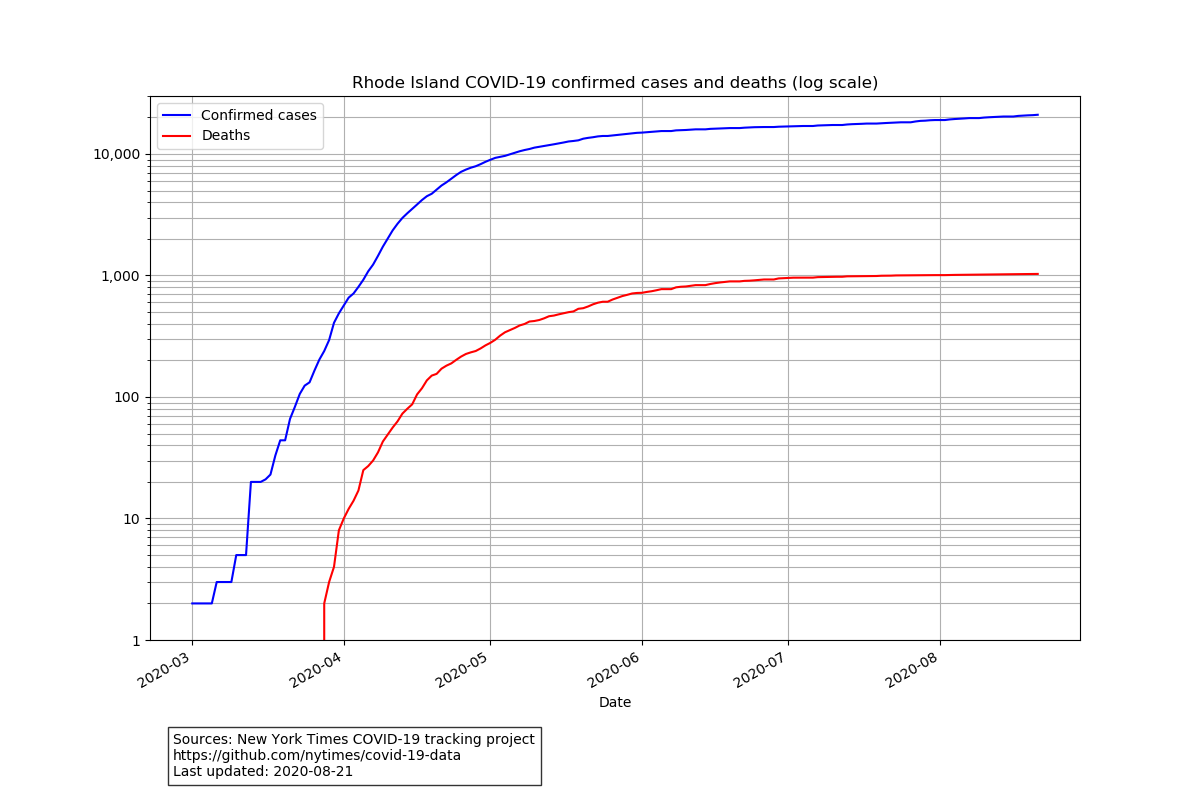 Rhode Island COVID-19 confirmed cases and deaths (log scale)
Confirmed cases
Deaths
10,000
1,000
100
10
1
2020-03
2020-04
2020-05
2020-06
2020-07
2020-08
Date
Sources: New York Times COVID-19 tracking project
https://github.com/nytimes/covid-19-data
Last updated: 2020-08-21